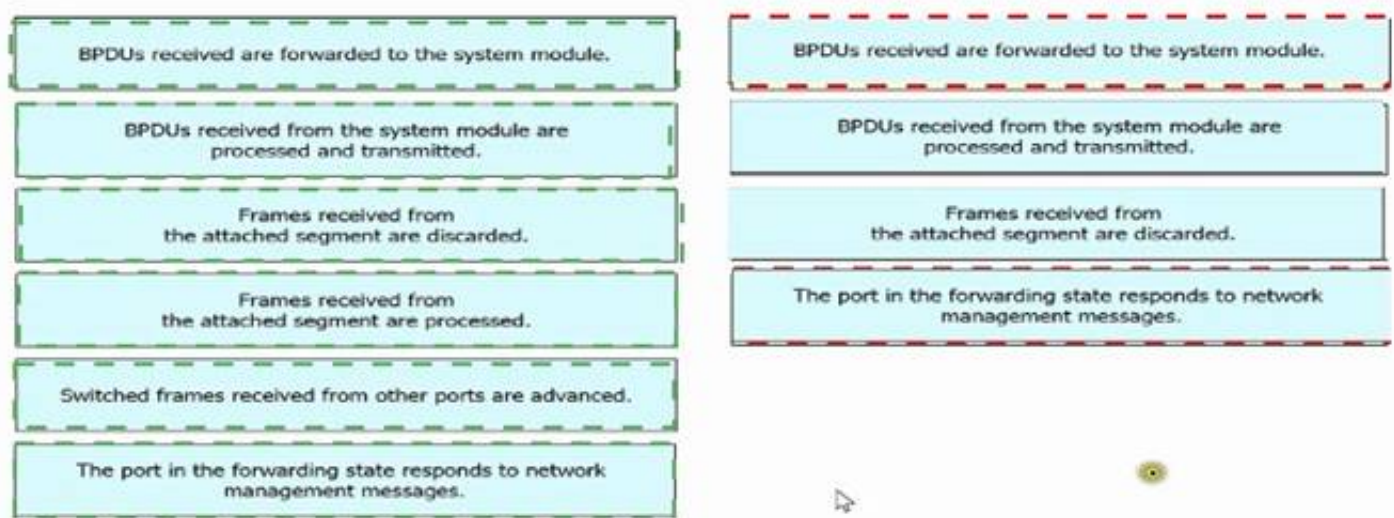 BPDUs received are forwarded to the system module.
BPDUs received from the system module are
processed and transmitted.
Frames received from
the attached segment are discarded.
Frames received from
the attached segment are processed.
Switched frames received from other ports are advanced.
The port in the forwarding state responds to network
management messages.
BPDUs received are forwarded to the system module.
BPDUs received from the system module are
processed and transmitted.
Frames received from
the attached segment are discarded.
The port in the forwarding state responds to network
management messages.